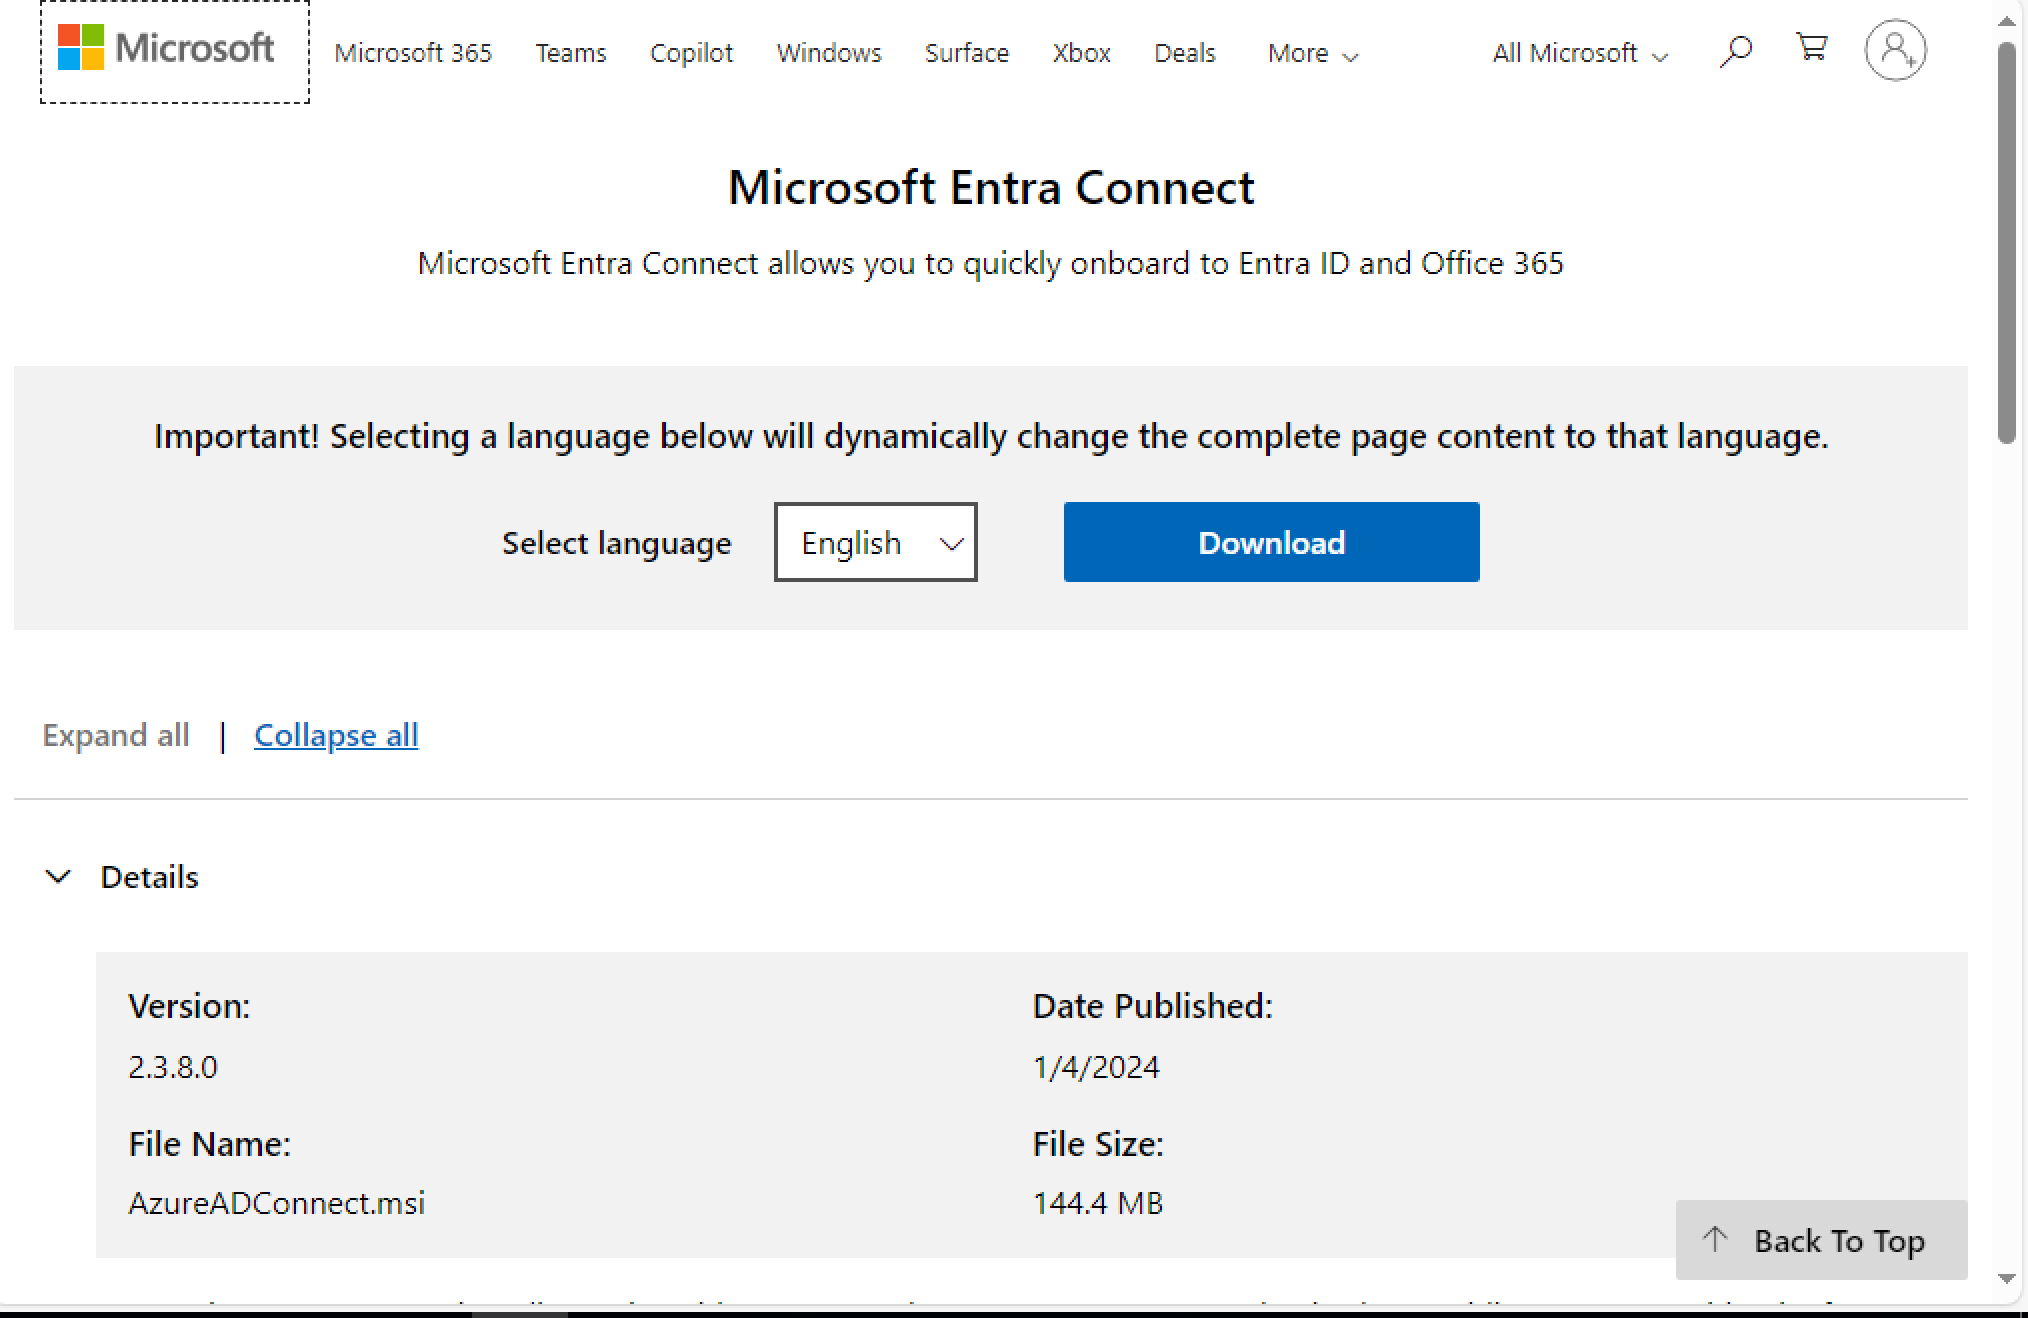 Microsoft Microsoft 365 Teams Copilot Windows Surface Xbox Deals More All Microsoft
Microsoft Entra Connect
Microsoft Entra Connect allows you to quickly onboard to Entra ID and Office 365
Important! Selecting a language below will dynamically change the complete page content to that language.
Select language English Download
Expand all | Collapse all
Details
Version: Date Published:
2.3.8.0 1/4/2024
File Name: File Size:
AzureADConnect.msi 144.4 MB
Back To Top